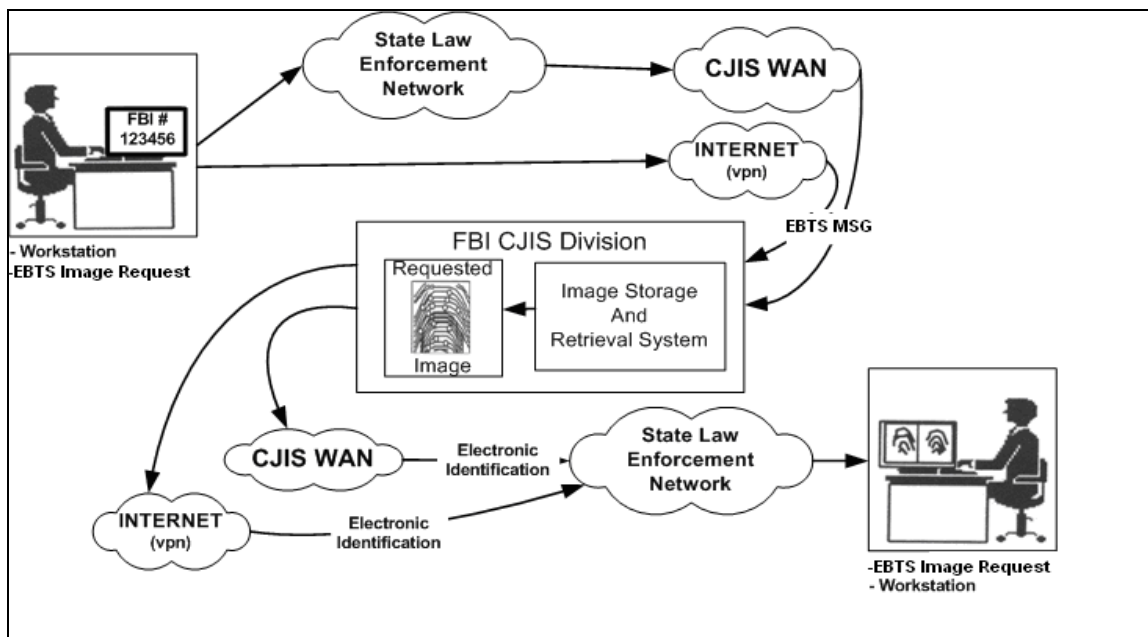 State Law
Enforcement
Network
CJIS WAN
FBI #
123456
INTERNET
(vpn)
EBTS MSG
- Workstation
-EBTS Image Request
FBI CJIS Division
Requested
Image
Image Storage
And
Retrieval System
CJIS WAN
Electronic
Identification
State Law
Enforcement
Network
INTERNET
(vpn)
Electronic
Identification
-EBTS Image Request
- Workstation